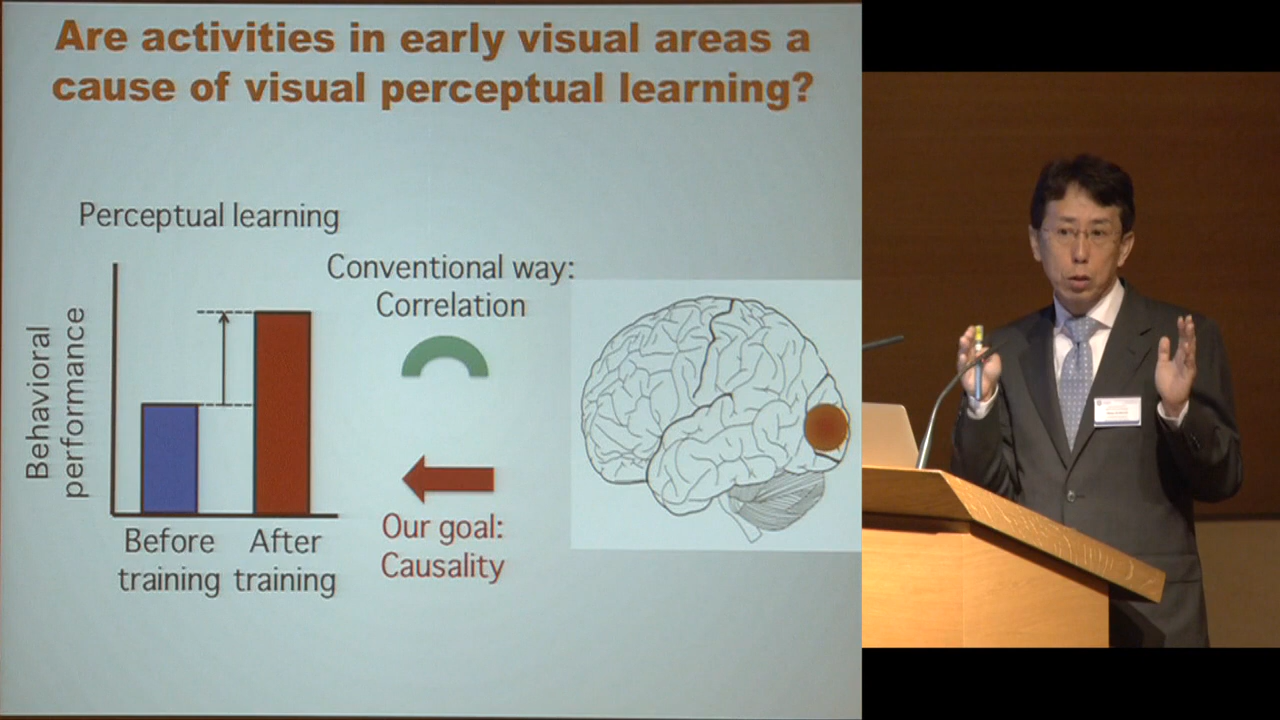 Are activities in early visual areas a
cause of visual perceptual learning?
Perceptual learning
Conventional way:
Correlation
Behavioral
performance
Our goal:
Causality
Before
training
After
training